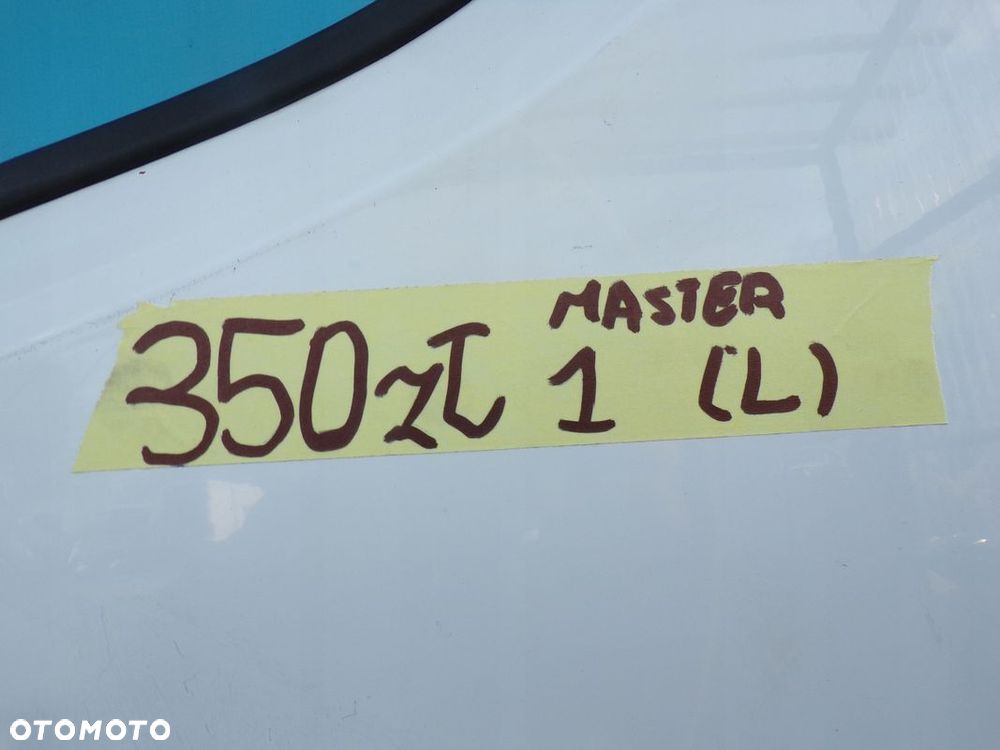 MASTER
350zł 1 (L)
OTOMOTO